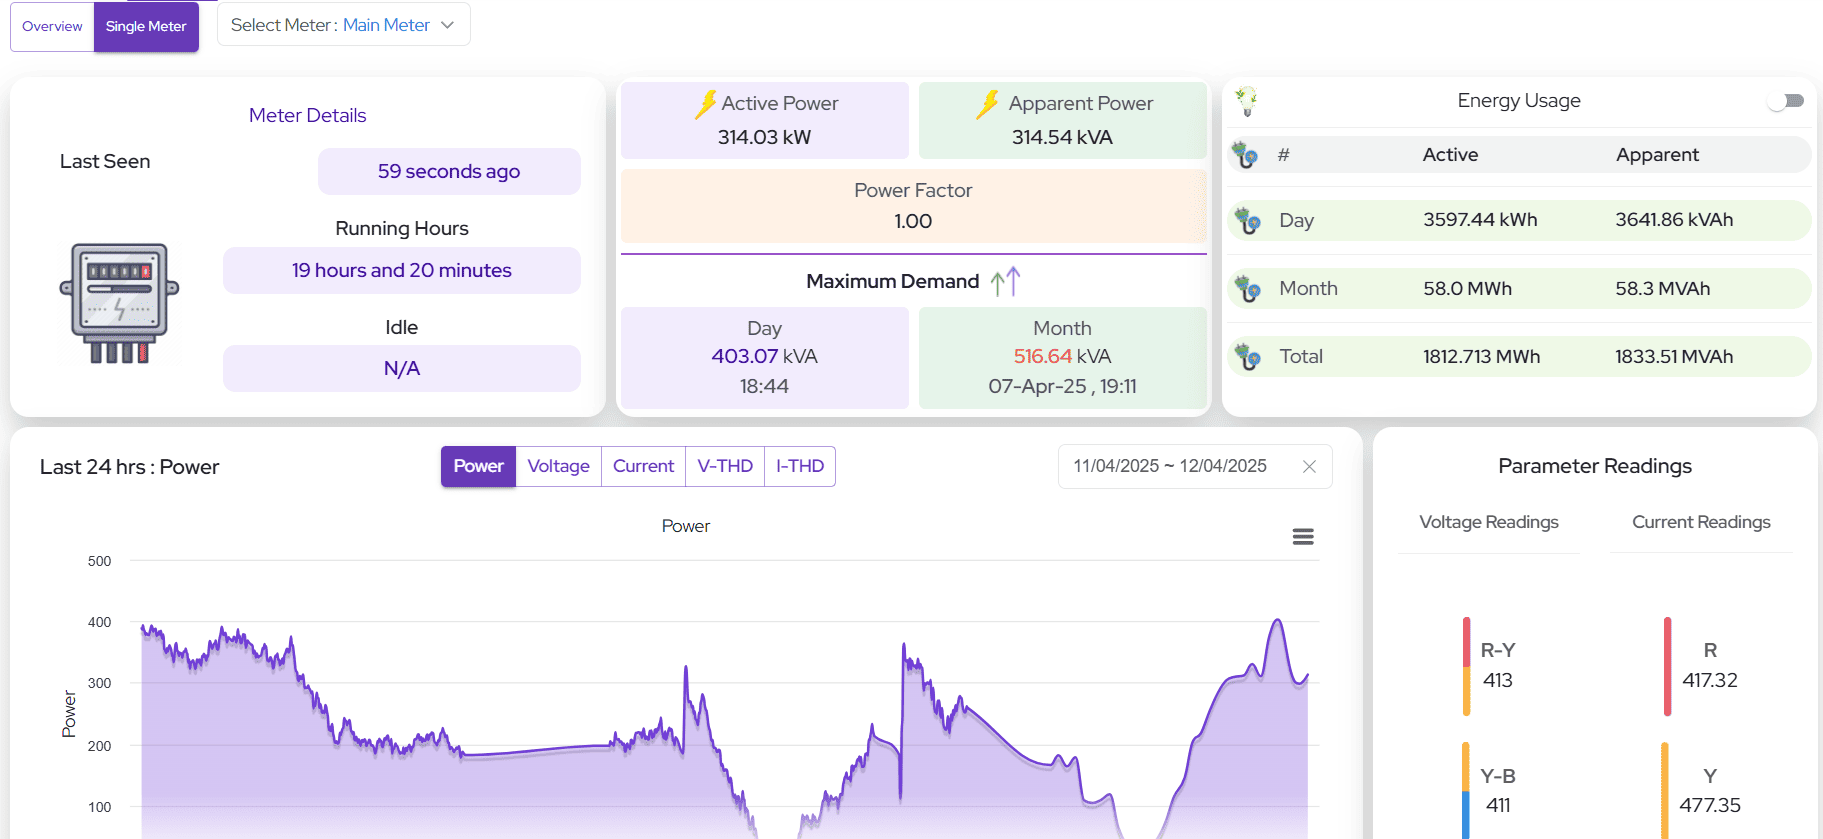 Overview
Single Meter
Select Meter : Main Meter
Meter Details
Last Seen
59 seconds ago
Running Hours
19 hours and 20 minutes
Idle
N/A
Active Power
314.03 kW
Apparent Power
314.54 kVA
Power Factor
1.00
Maximum Demand
Day
403.07 kVA
18:44
Month
516.64 kVA
07-Apr-25 , 19:11
Energy Usage
# Active Apparent
Day 3597.44 kWh 3641.86 kVAh
Month 58.0 MWh 58.3 MVAh
Total 1812.713 MWh 1833.51 MVAh
Last 24 hrs : Power
Power Voltage Current V-THD I-THD
11/04/2025 ~ 12/04/2025
Power
500
400
300
200
100
Power
Parameter Readings
Voltage Readings
Current Readings
R-Y
413
R
417.32
Y-B
411
Y
477.35